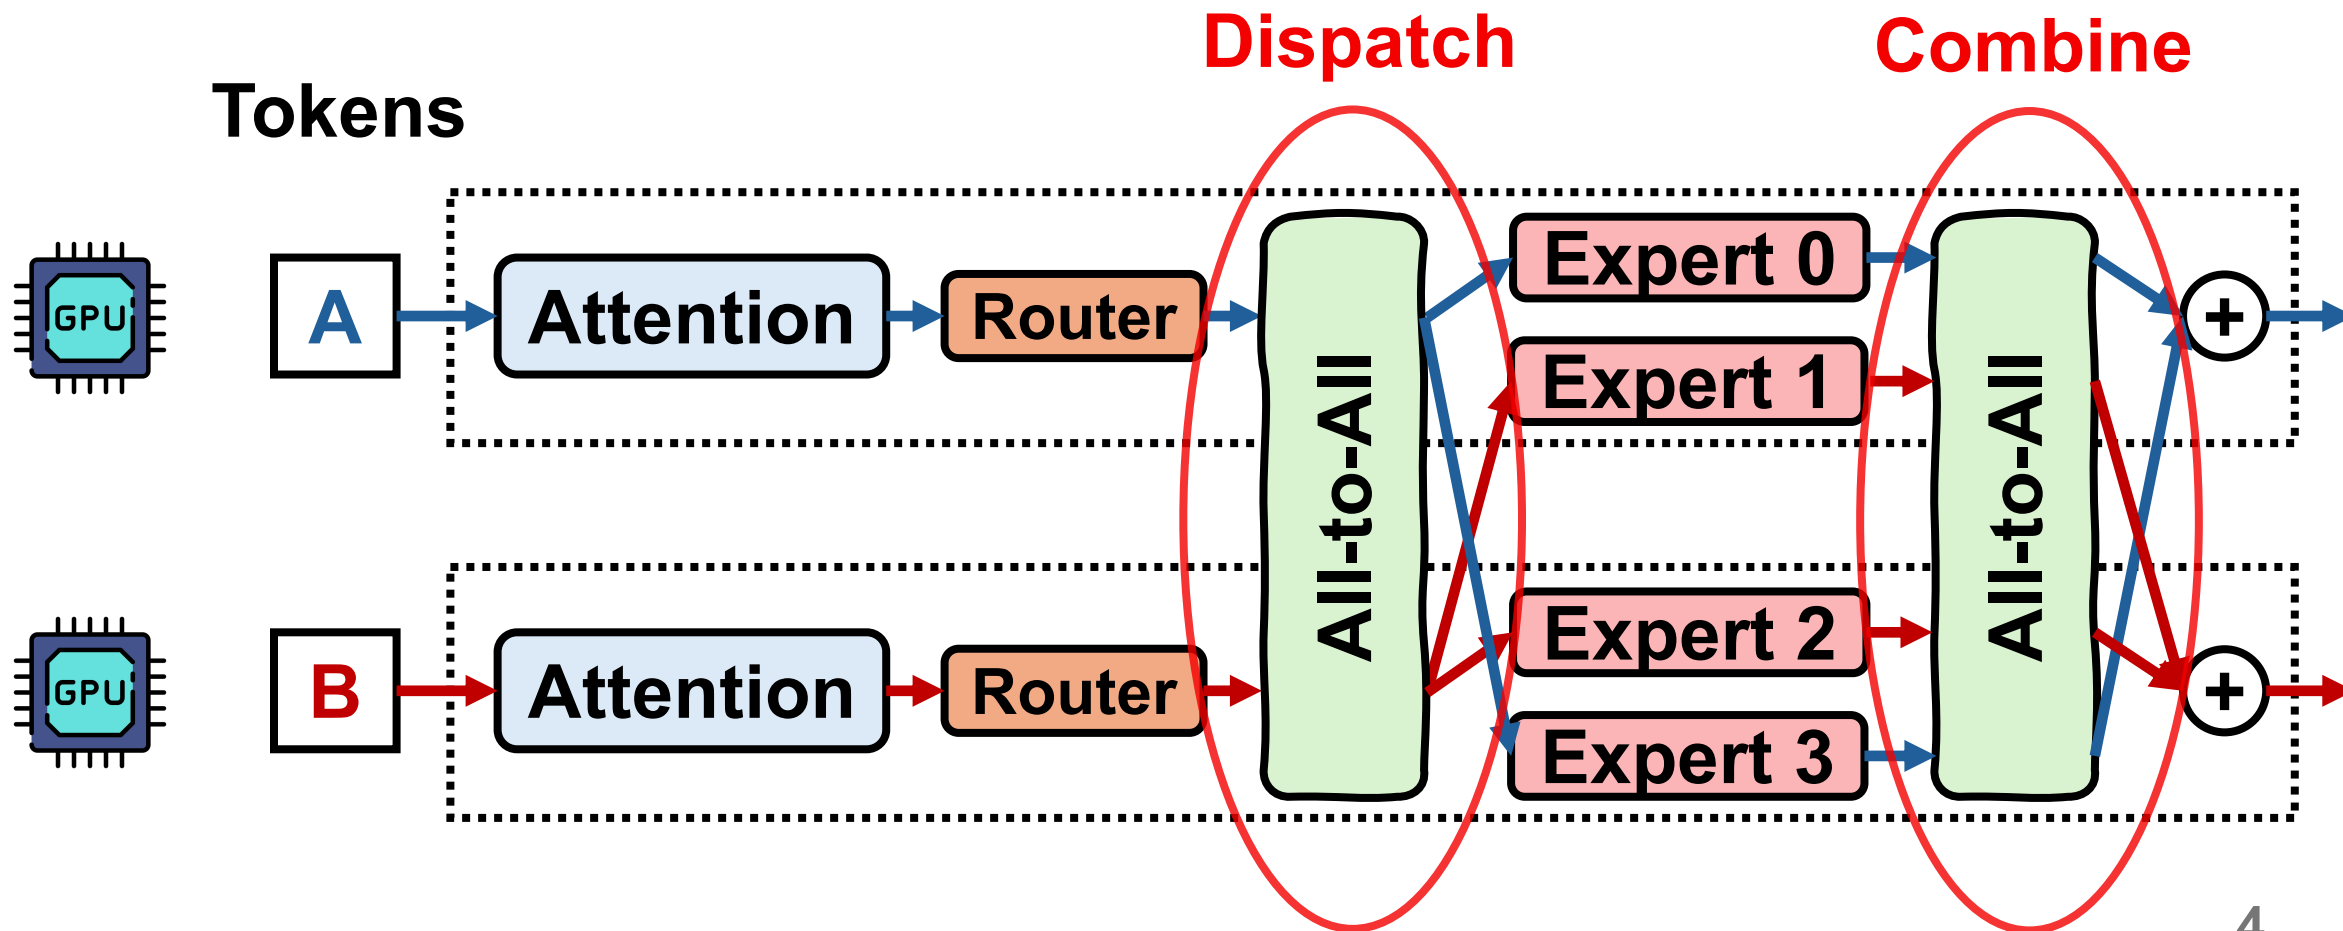 Dispatch
Combine
Tokens
GPU
A
Attention
Router
All-to-All
Expert 0
Expert 1
All-to-All
+
GPU
B
Attention
Router
Expert 2
Expert 3
+
4